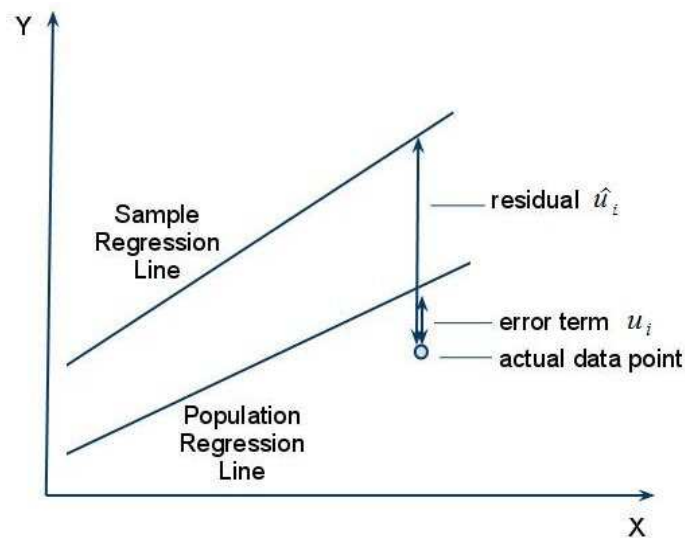 Y
Sample
Regression
Line
residual û_i
error term u_i
actual data point
Population
Regression
Line
X